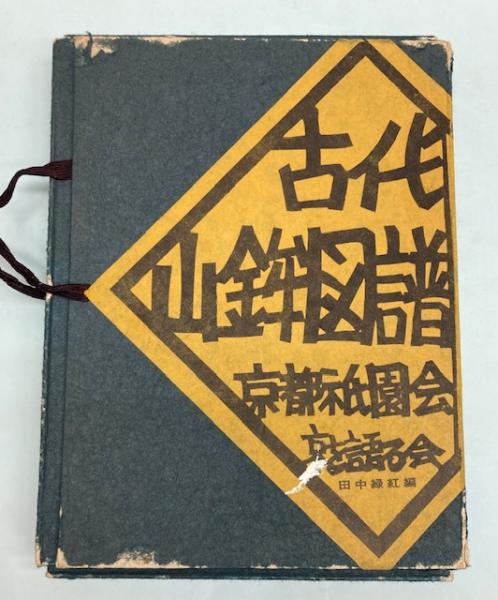 古代
山鉾図譜
京都祇園会
京を語る会
田中緑紅編